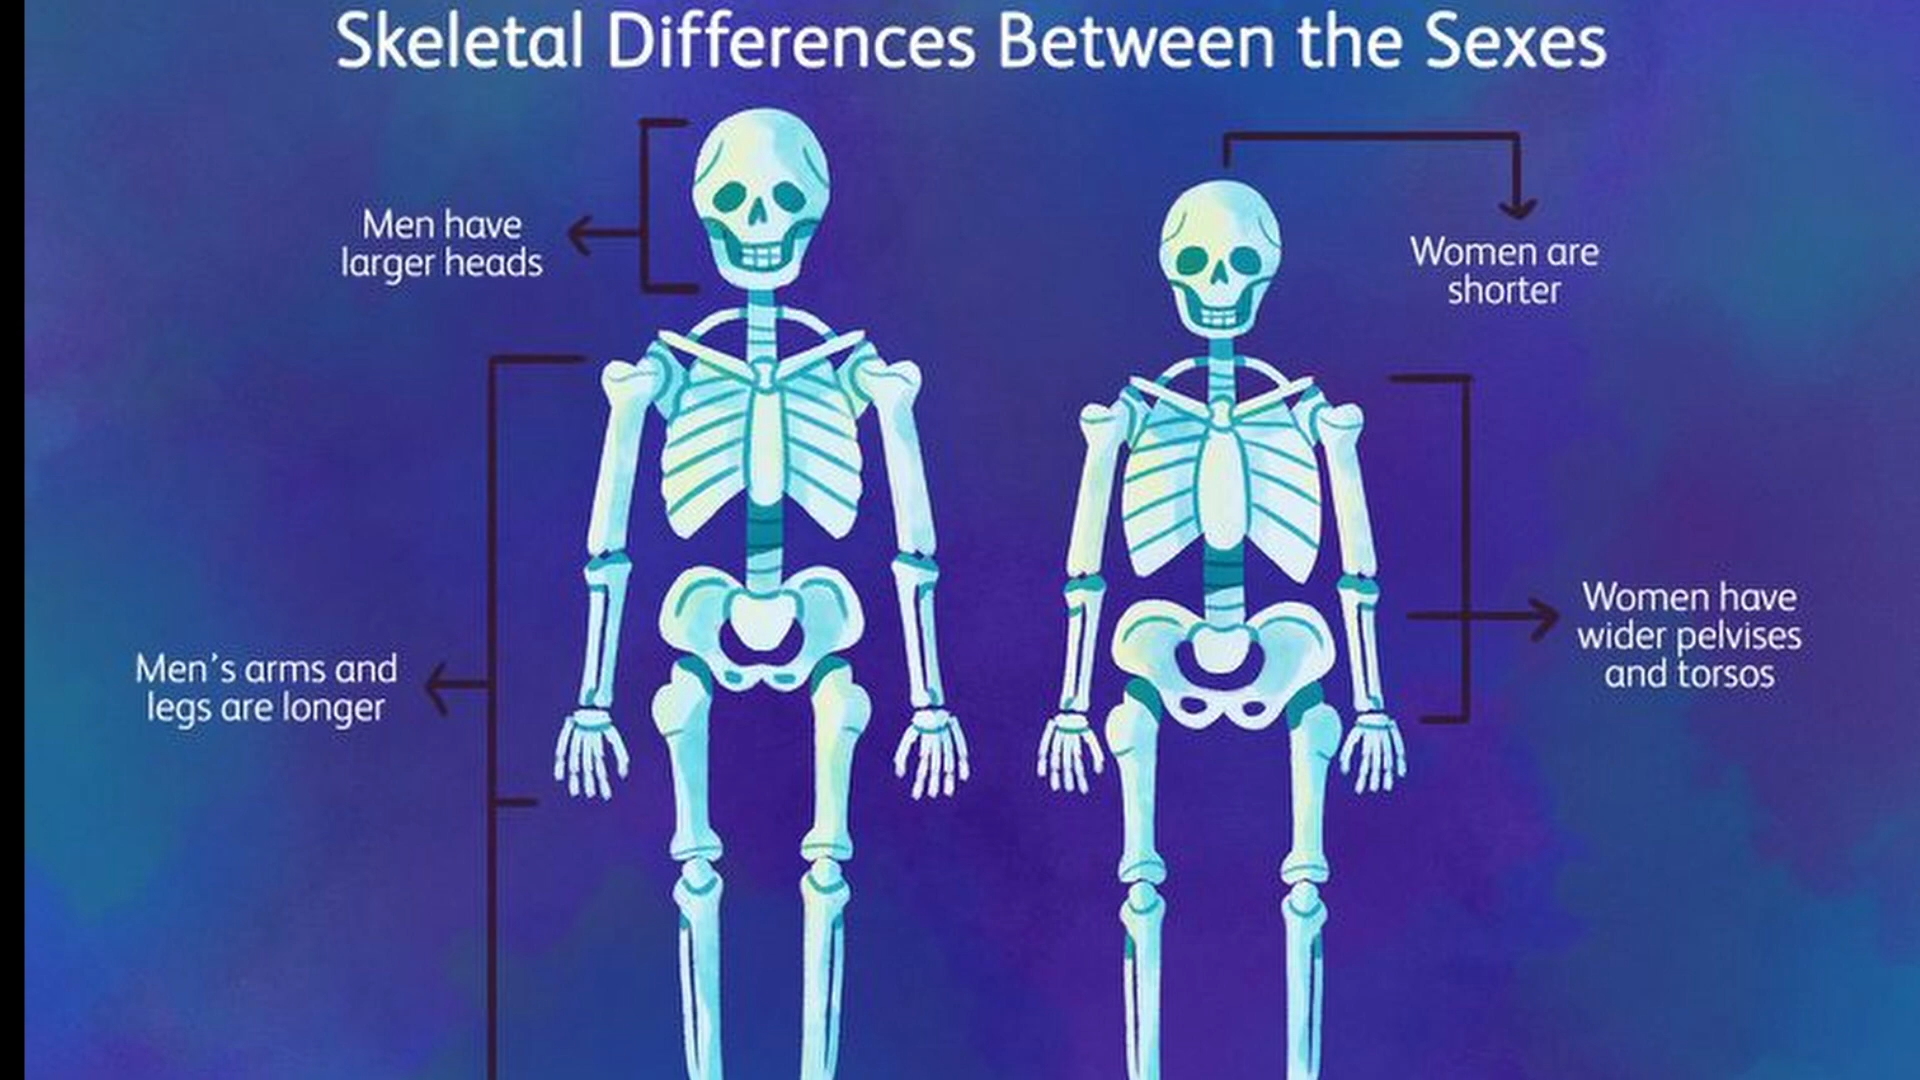 Skeletal Differences Between the Sexes
Men have
larger heads
Women are
shorter
Men's arms and
legs are longer
Women have
wider pelvises
and torsos